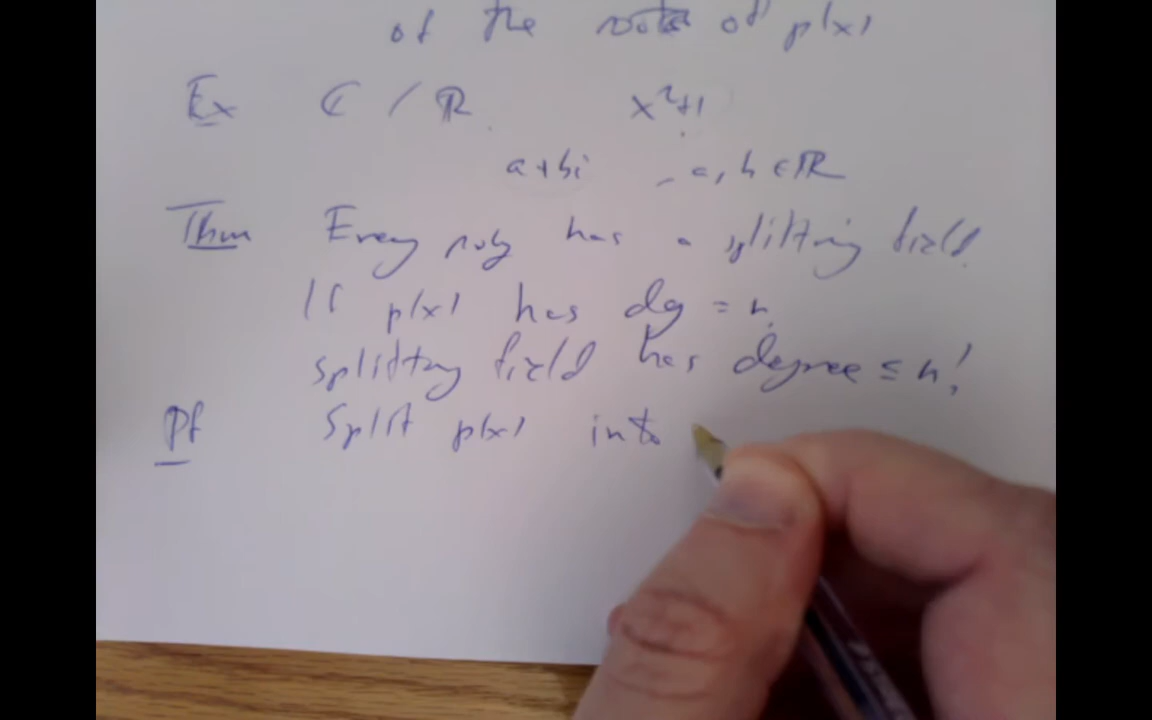 of the roots of p(x)
Ex ℂ / ℝ x²+1
a+bi , a, b ∈ ℝ
Thm Every poly has a splitting field.
If p(x) has deg = n
splitting field has degree ≤ n!
Pf Split p(x) into